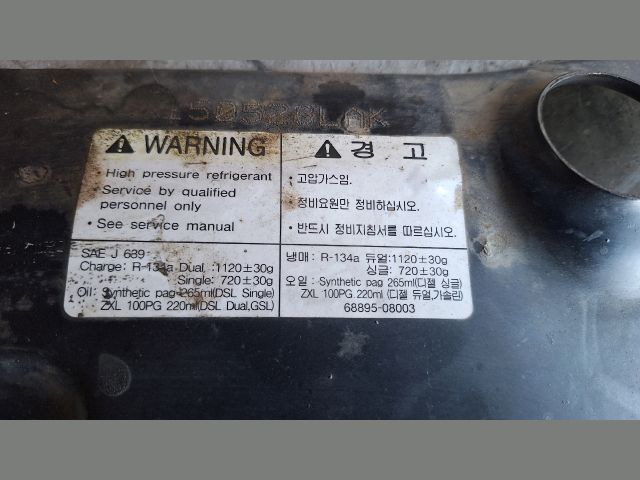 WARNING
· High pressure refrigerant
· Service by qualified
personnel only
· See service manual
SAE J 639
Charge: R-134a Dual :1120±30g
Single: 720±30g
Oil: Synthetic pag 265ml(DSL Single)
ZXL 100PG 220ml(DSL Dual,GSL)
경 고
· 고압가스임.
· 정비요원만 정비하십시오.
· 반드시 정비지침서를 따르십시오.
냉매: R-134a 듀얼:1120±30g
싱글: 720±30g
오일: Synthetic pag 265ml(디젤 싱글)
ZXL 100PG 220ml (디젤 듀얼,가솔린)
68895-08003